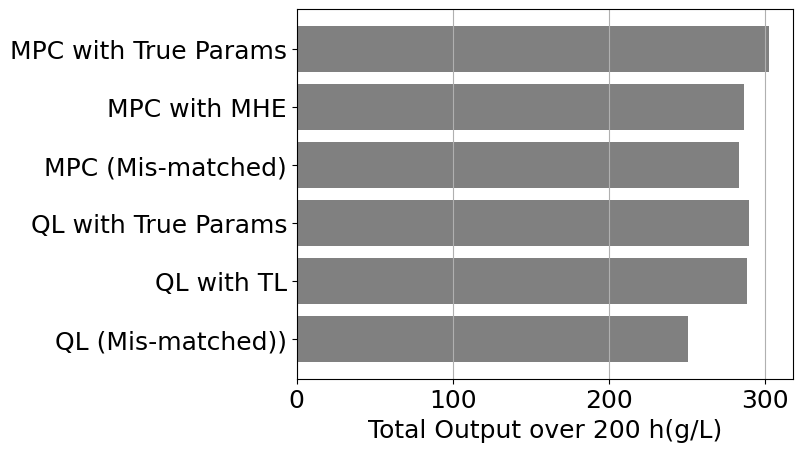 MPC with True Params
MPC with MHE
MPC (Mis-matched)
QL with True Params
QL with TL
QL (Mis-matched))
0 100 200 300
Total Output over 200 h(g/L)